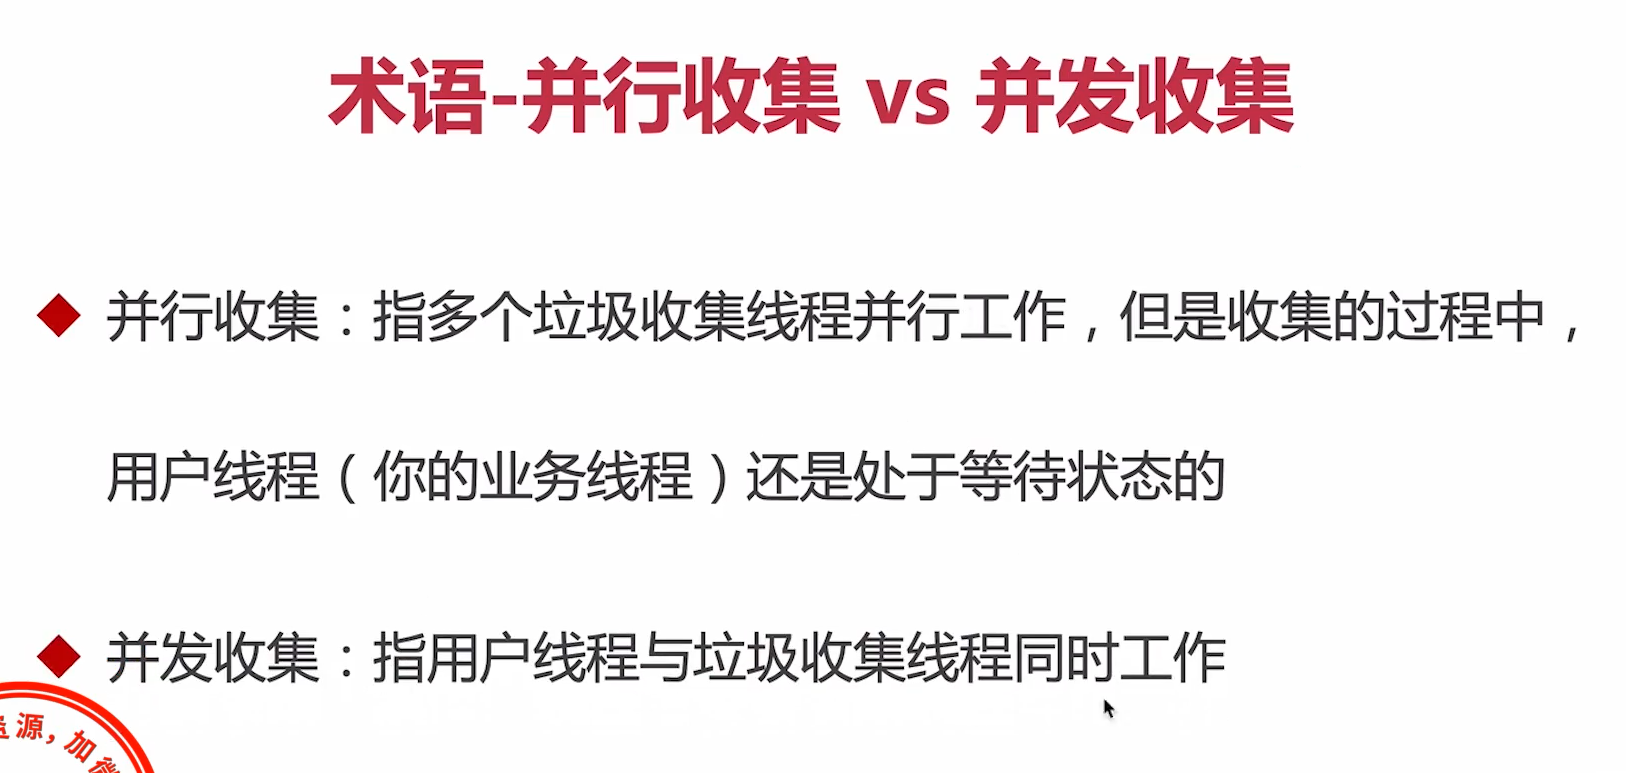 术语-并行收集 vs 并发收集
并行收集：指多个垃圾收集线程并行工作，但是收集的过程中，
用户线程（你的业务线程）还是处于等待状态的
并发收集：指用户线程与垃圾收集线程同时工作
源，加